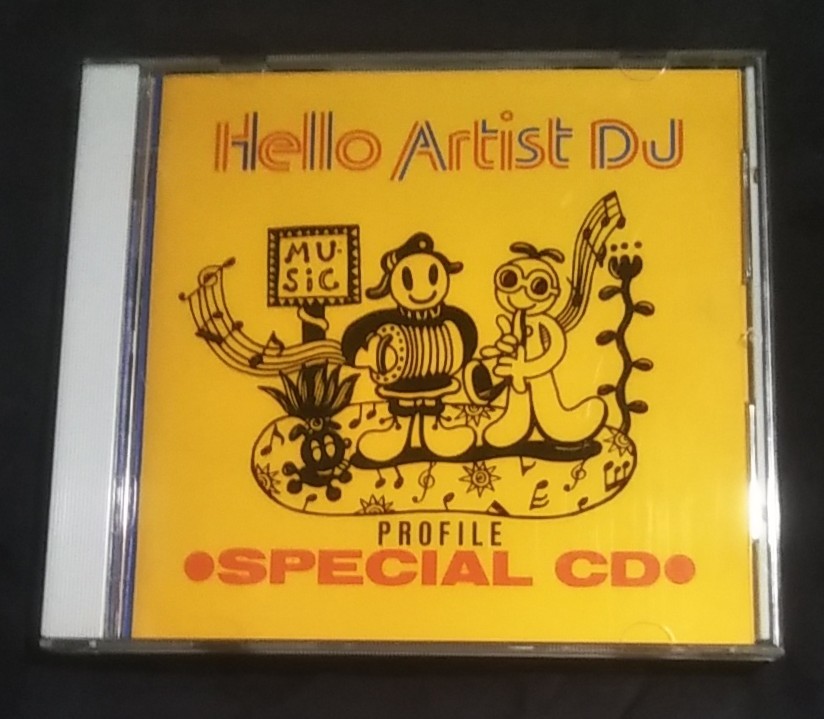 Hello Artist DJ
MU·
SiC
PROFILE
•SPECIAL CD•